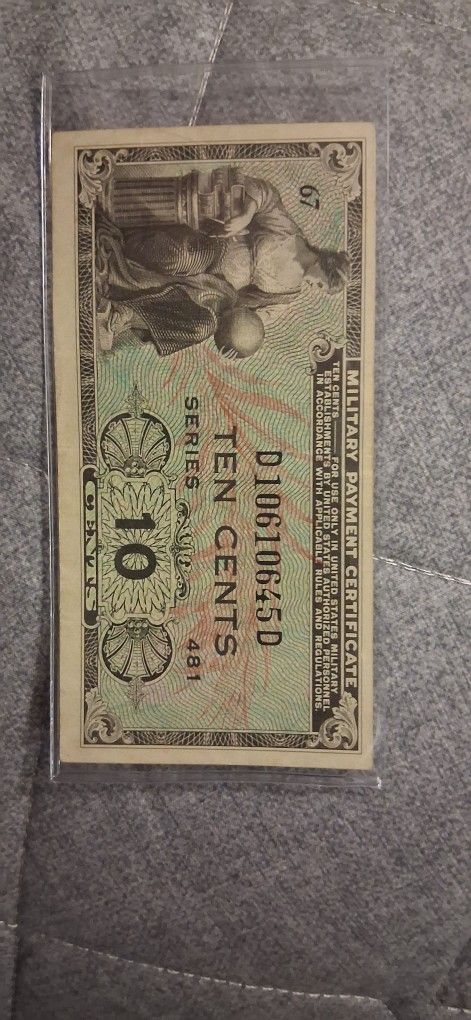 MILITARY PAYMENT CERTIFICATE
TEN CENTS — FOR USE ONLY IN UNITED STATES MILITARY
ESTABLISHMENTS BY UNITED STATES AUTHORIZED PERSONNEL
IN ACCORDANCE WITH APPLICABLE RULES AND REGULATIONS.
67
D10610645D
TEN CENTS
SERIES 481
10
CENTS